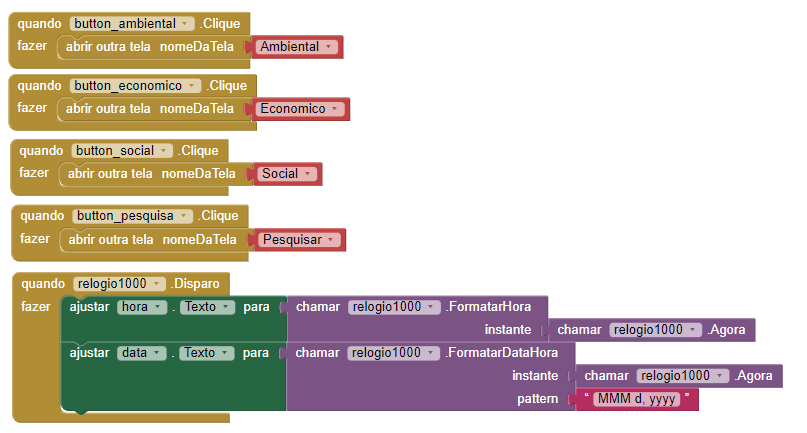 quando button_ambiental .Clique
fazer abrir outra tela nomeDaTela Ambiental
quando button_economico .Clique
fazer abrir outra tela nomeDaTela Economico
quando button_social .Clique
fazer abrir outra tela nomeDaTela Social
quando button_pesquisa .Clique
fazer abrir outra tela nomeDaTela Pesquisar
quando relogio1000 .Disparo
fazer ajustar hora . Texto para chamar relogio1000 .FormatarHora
instante chamar relogio1000 .Agora
ajustar data . Texto para chamar relogio1000 .FormatarDataHora
instante chamar relogio1000 .Agora
pattern “ MMM d, yyyy ”